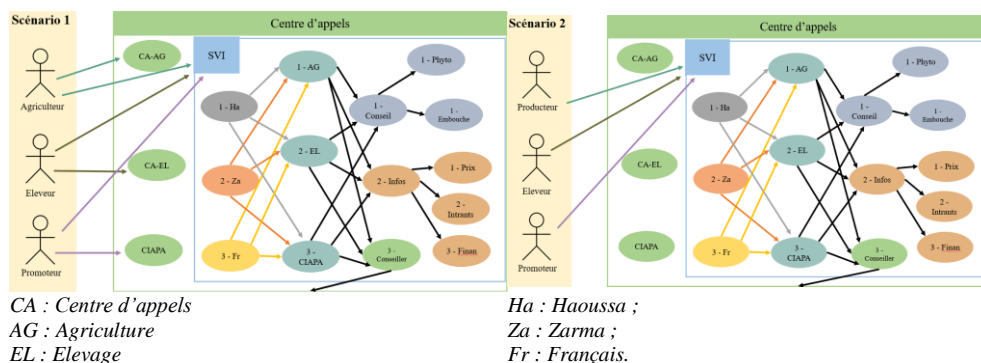 Scénario 1
Centre d'appels
CA-AG
SVI
Agriculteur
1 - AG
1 - Phyto
1 - Ha
1 -
Conseil
1 -
Embouche
Eleveur
CA-EL
2 - EL
2 - Za
2 - Infos
1 - Prix
2 -
Intrants
Promoteur
CIAPA
3 - Fr
3 -
CIAPA
3 -
Conseiller
3 - Finan
Scénario 2
Centre d'appels
CA-AG
SVI
Producteur
1 - AG
1 - Phyto
1 - Ha
1 -
Conseil
1 -
Embouche
Eleveur
CA-EL
2 - EL
2 - Za
2 - Infos
1 - Prix
2 -
Intrants
Promoteur
CIAPA
3 - Fr
3 -
CIAPA
3 -
Conseiller
3 - Finan
CA : Centre d'appels
AG : Agriculture
EL : Elevage
Ha : Haoussa ;
Za : Zarma ;
Fr : Français.